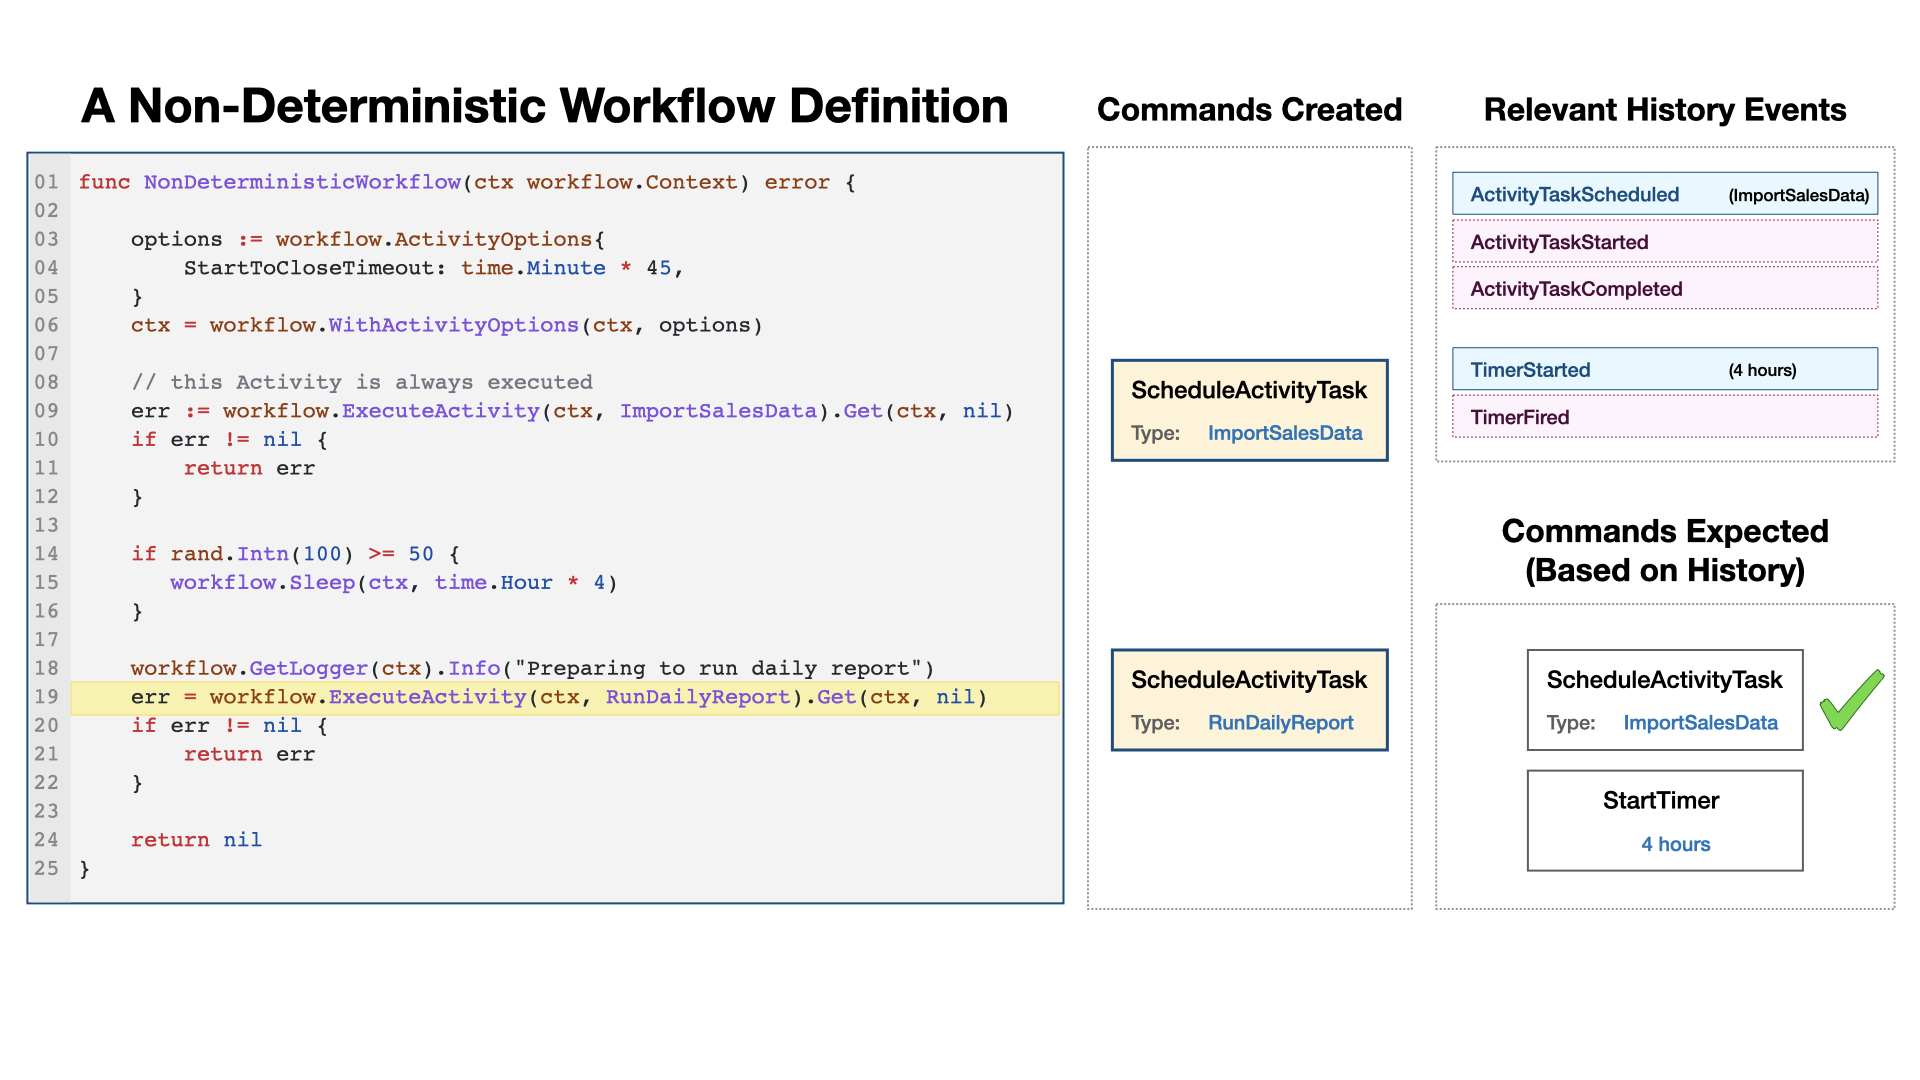 A Non-Deterministic Workflow Definition
01 func NonDeterministicWorkflow(ctx workflow.Context) error {
02
03     options := workflow.ActivityOptions{
04         StartToCloseTimeout: time.Minute * 45,
05     }
06     ctx = workflow.WithActivityOptions(ctx, options)
07
08     // this Activity is always executed
09     err := workflow.ExecuteActivity(ctx, ImportSalesData).Get(ctx, nil)
10     if err != nil {
11         return err
12     }
13
14     if rand.Intn(100) >= 50 {
15        workflow.Sleep(ctx, time.Hour * 4)
16     }
17
18     workflow.GetLogger(ctx).Info("Preparing to run daily report")
19     err = workflow.ExecuteActivity(ctx, RunDailyReport).Get(ctx, nil)
20     if err != nil {
21         return err
22     }
23
24     return nil
25 }
Commands Created
ScheduleActivityTask
Type: ImportSalesData
ScheduleActivityTask
Type: RunDailyReport
Relevant History Events
ActivityTaskScheduled (ImportSalesData)
ActivityTaskStarted
ActivityTaskCompleted
TimerStarted (4 hours)
TimerFired
Commands Expected
(Based on History)
ScheduleActivityTask
Type: ImportSalesData
StartTimer
4 hours